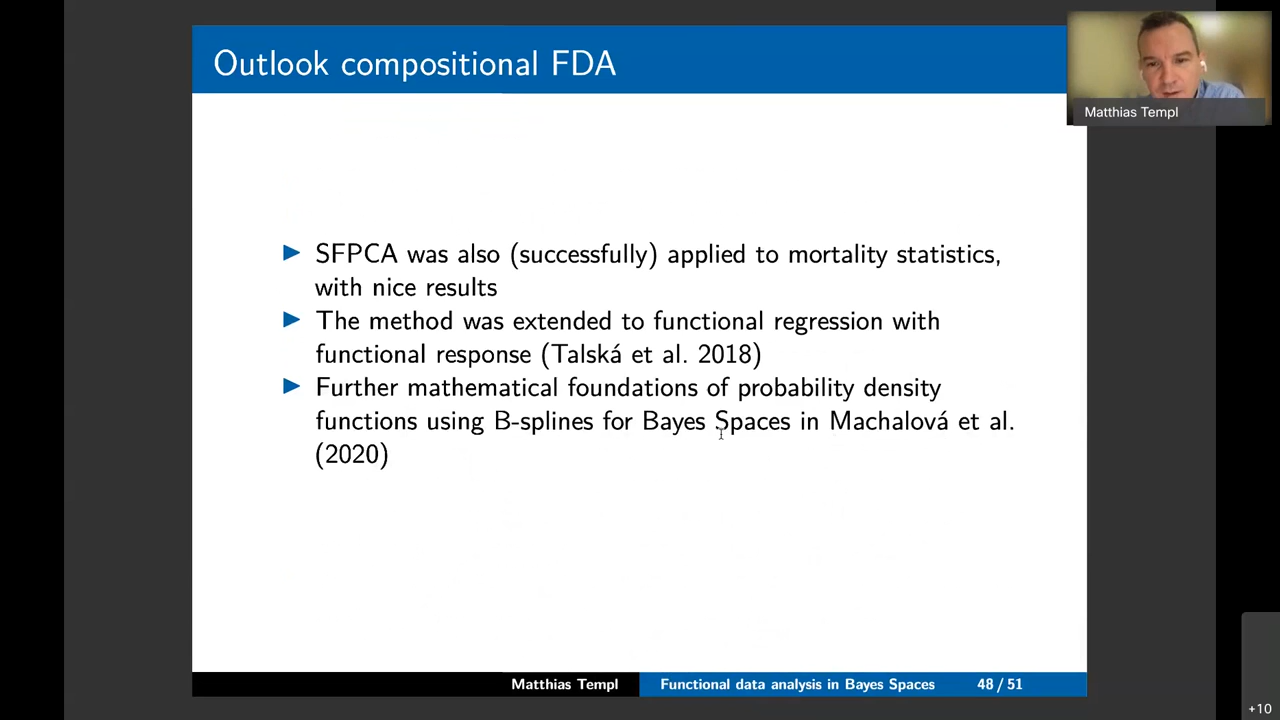 Outlook compositional FDA
Matthias Templ
▶ SFPCA was also (successfully) applied to mortality statistics,
with nice results
▶ The method was extended to functional regression with
functional response (Talská et al. 2018)
▶ Further mathematical foundations of probability density
functions using B-splines for Bayes Spaces in Machalová et al.
(2020)
Matthias Templ Functional data analysis in Bayes Spaces 48 / 51
+10